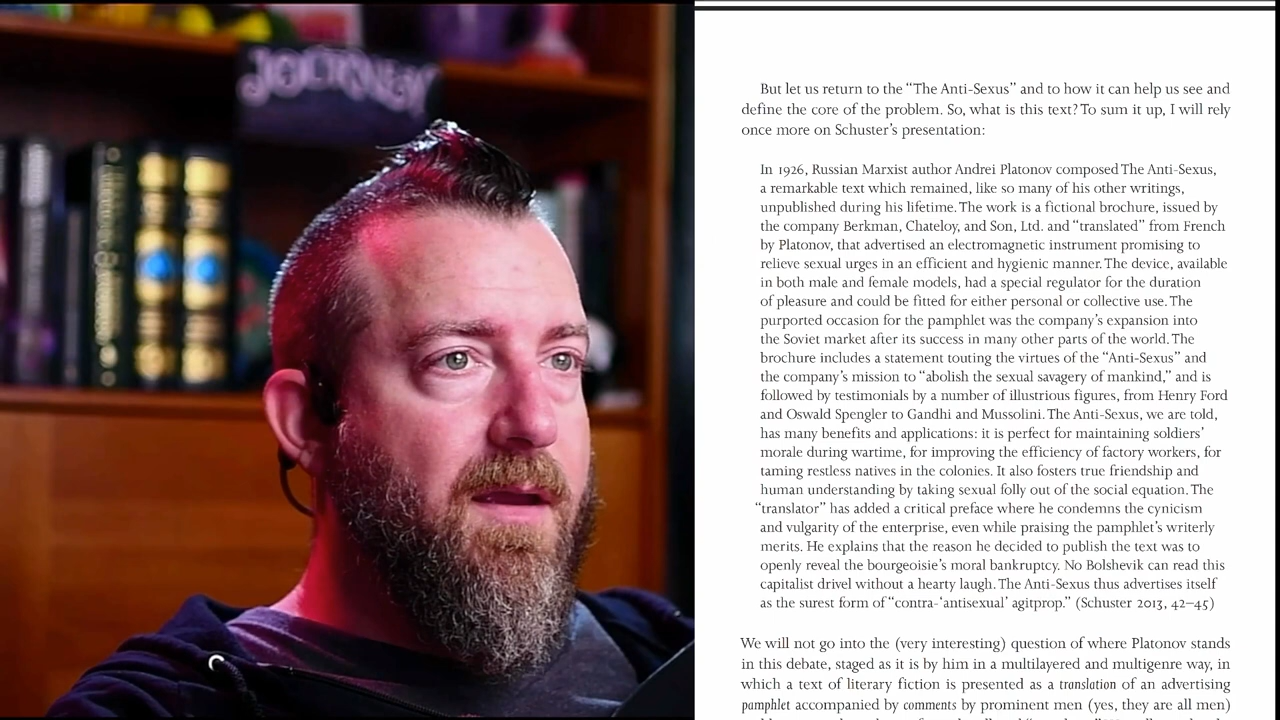 JOURNEY
But let us return to the “The Anti-Sexus” and to how it can help us see and
define the core of the problem. So, what is this text? To sum it up, I will rely
once more on Schuster’s presentation:
In 1926, Russian Marxist author Andrei Platonov composed The Anti-Sexus,
a remarkable text which remained, like so many of his other writings,
unpublished during his lifetime. The work is a fictional brochure, issued by
the company Berkman, Chateloy, and Son, Ltd. and “translated” from French
by Platonov, that advertised an electromagnetic instrument promising to
relieve sexual urges in an efficient and hygienic manner. The device, available
in both male and female models, had a special regulator for the duration
of pleasure and could be fitted for either personal or collective use. The
purported occasion for the pamphlet was the company’s expansion into
the Soviet market after its success in many other parts of the world. The
brochure includes a statement touting the virtues of the “Anti-Sexus” and
the company’s mission to “abolish the sexual savagery of mankind,” and is
followed by testimonials by a number of illustrious figures, from Henry Ford
and Oswald Spengler to Gandhi and Mussolini. The Anti-Sexus, we are told,
has many benefits and applications: it is perfect for maintaining soldiers’
morale during wartime, for improving the efficiency of factory workers, for
taming restless natives in the colonies. It also fosters true friendship and
human understanding by taking sexual folly out of the social equation. The
“translator” has added a critical preface where he condemns the cynicism
and vulgarity of the enterprise, even while praising the pamphlet’s writerly
merits. He explains that the reason he decided to publish the text was to
openly reveal the bourgeoisie’s moral bankruptcy. No Bolshevik can read this
capitalist drivel without a hearty laugh. The Anti-Sexus thus advertises itself
as the surest form of “contra-‘antisexual’ agitprop.” (Schuster 2013, 42–45)
We will not go into the (very interesting) question of where Platonov stands
in this debate, staged as it is by him in a multilayered and multigenre way, in
which a text of literary fiction is presented as a translation of an advertising
pamphlet accompanied by comments by prominent men (yes, they are all men)